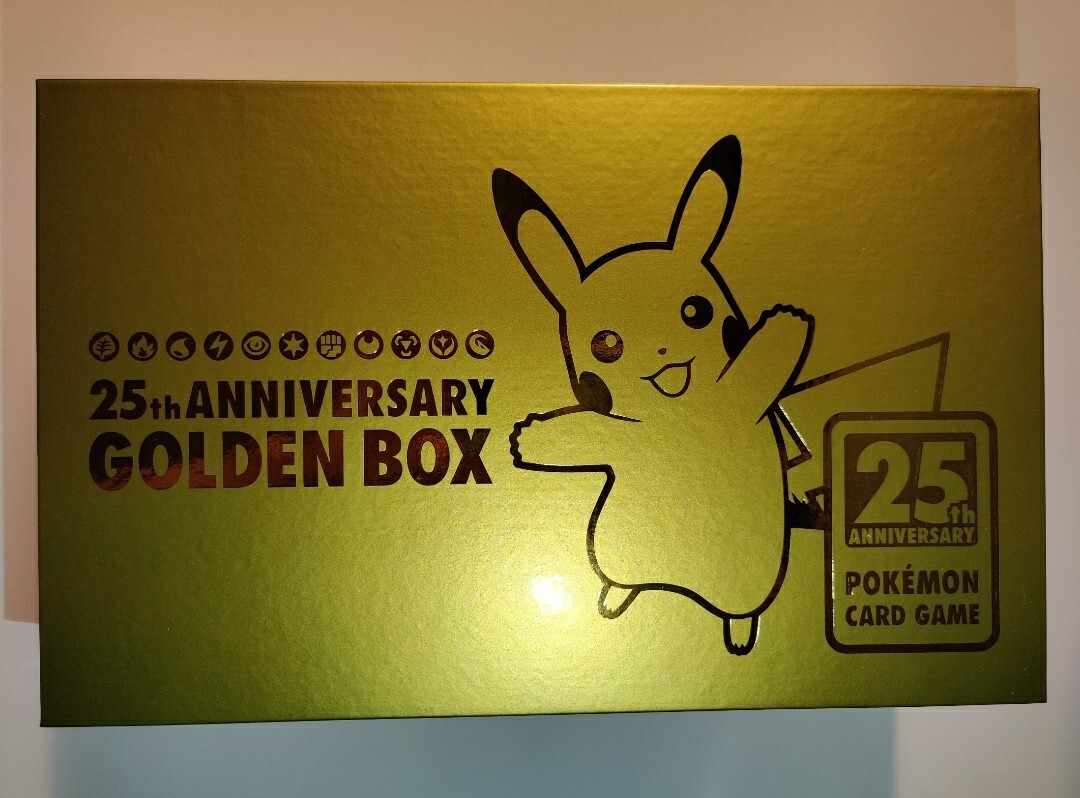 25th ANNIVERSARY
GOLDEN BOX
25th
ANNIVERSARY
POKÉMON
CARD GAME